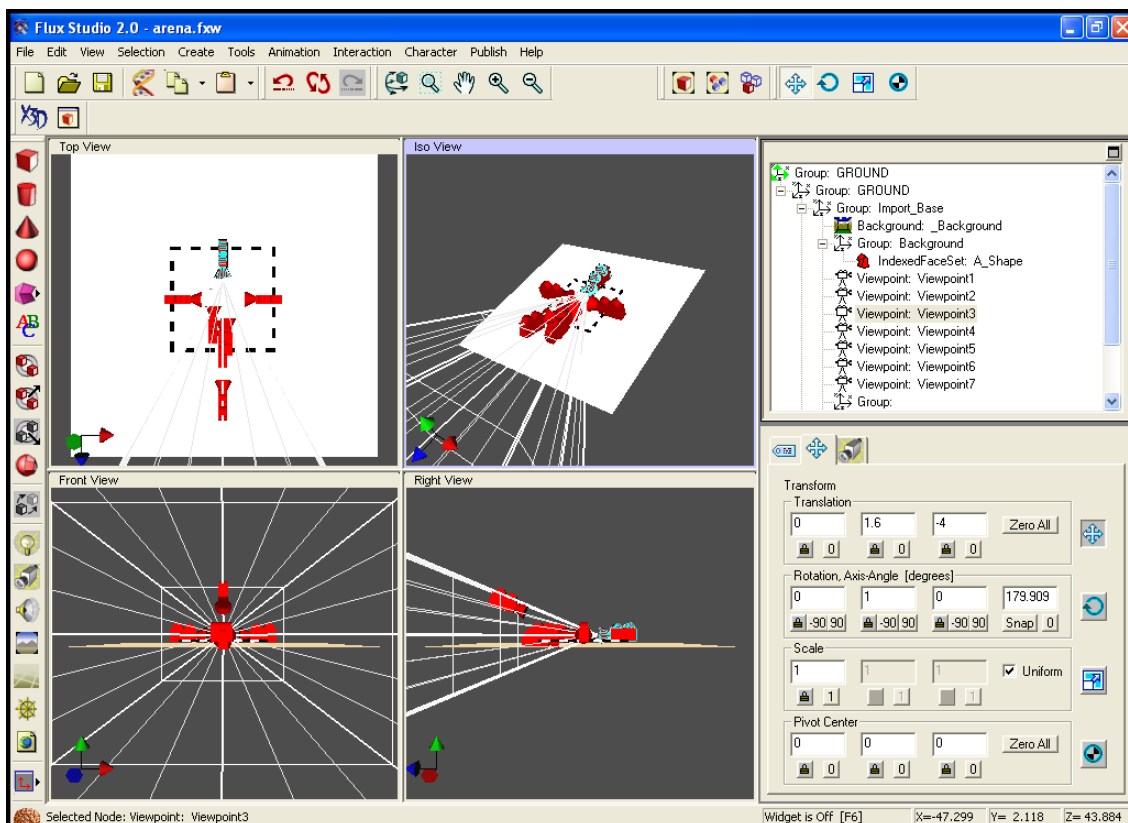 Flux Studio 2.0 - arena.fxw
File Edit View Selection Create Tools Animation Interaction Character Publish Help
X3D
Top View
Iso View
Group: GROUND
Group: GROUND
Group: Import_Base
Background: _Background
Group: Background
IndexedFaceSet: A_Shape
Viewpoint: Viewpoint1
Viewpoint: Viewpoint2
Viewpoint: Viewpoint3
Viewpoint: Viewpoint4
Viewpoint: Viewpoint5
Viewpoint: Viewpoint6
Viewpoint: Viewpoint7
Group:
ABC
Front View
Right View
Transform
Translation
0 1.6 -4 Zero All
0 0 0
Rotation, Axis-Angle [degrees]
0 1 0 179.909
-90 90 -90 90 -90 90 Snap 0
Scale
1 1 1 Uniform
1 1 1
Pivot Center
0 0 0 Zero All
0 0 0
Selected Node: Viewpoint: Viewpoint3
Widget is Off [F6] X=-47.299 Y= 2.118 Z= 43.884